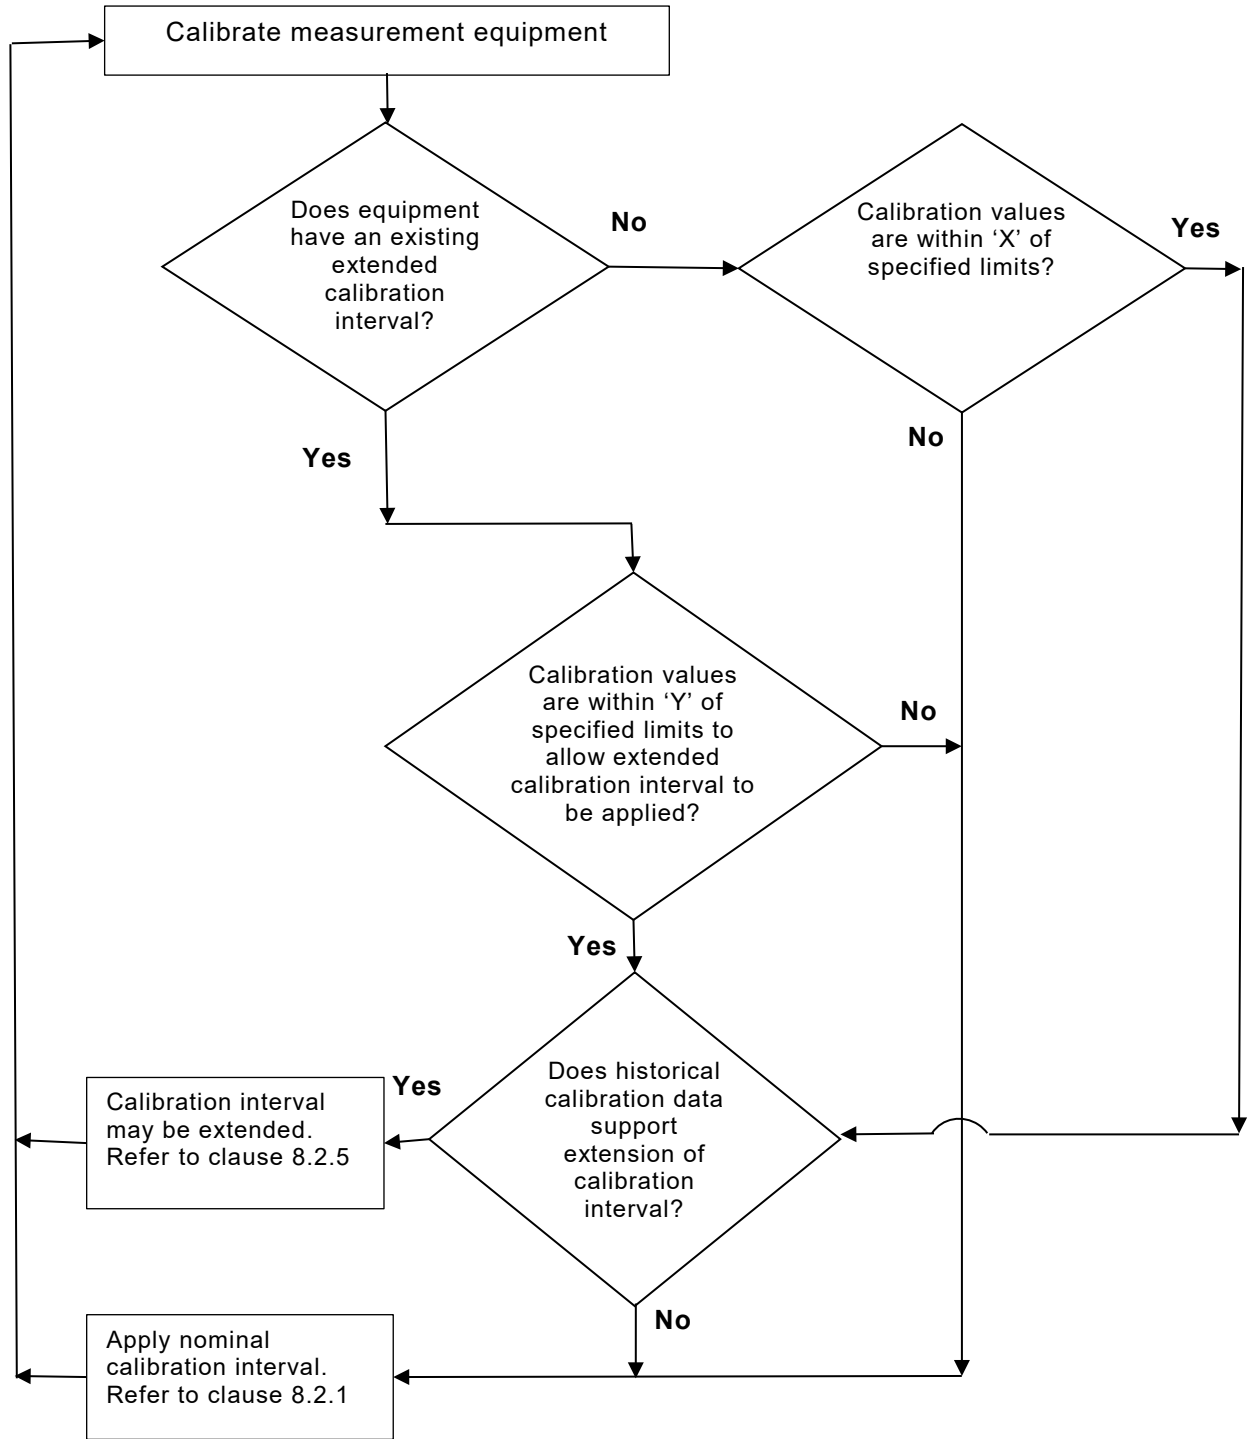 Calibrate measurement equipment
Does equipment
have an existing
extended
calibration
interval?
No
Calibration values
are within ‘X’ of
specified limits?
Yes
No
Yes
Calibration values
are within ‘Y’ of
specified limits to
allow extended
calibration interval to
be applied?
No
Yes
Does historical
calibration data
support
extension of
calibration
interval?
Yes
Calibration interval
may be extended.
Refer to clause 8.2.5
No
Apply nominal
calibration interval.
Refer to clause 8.2.1